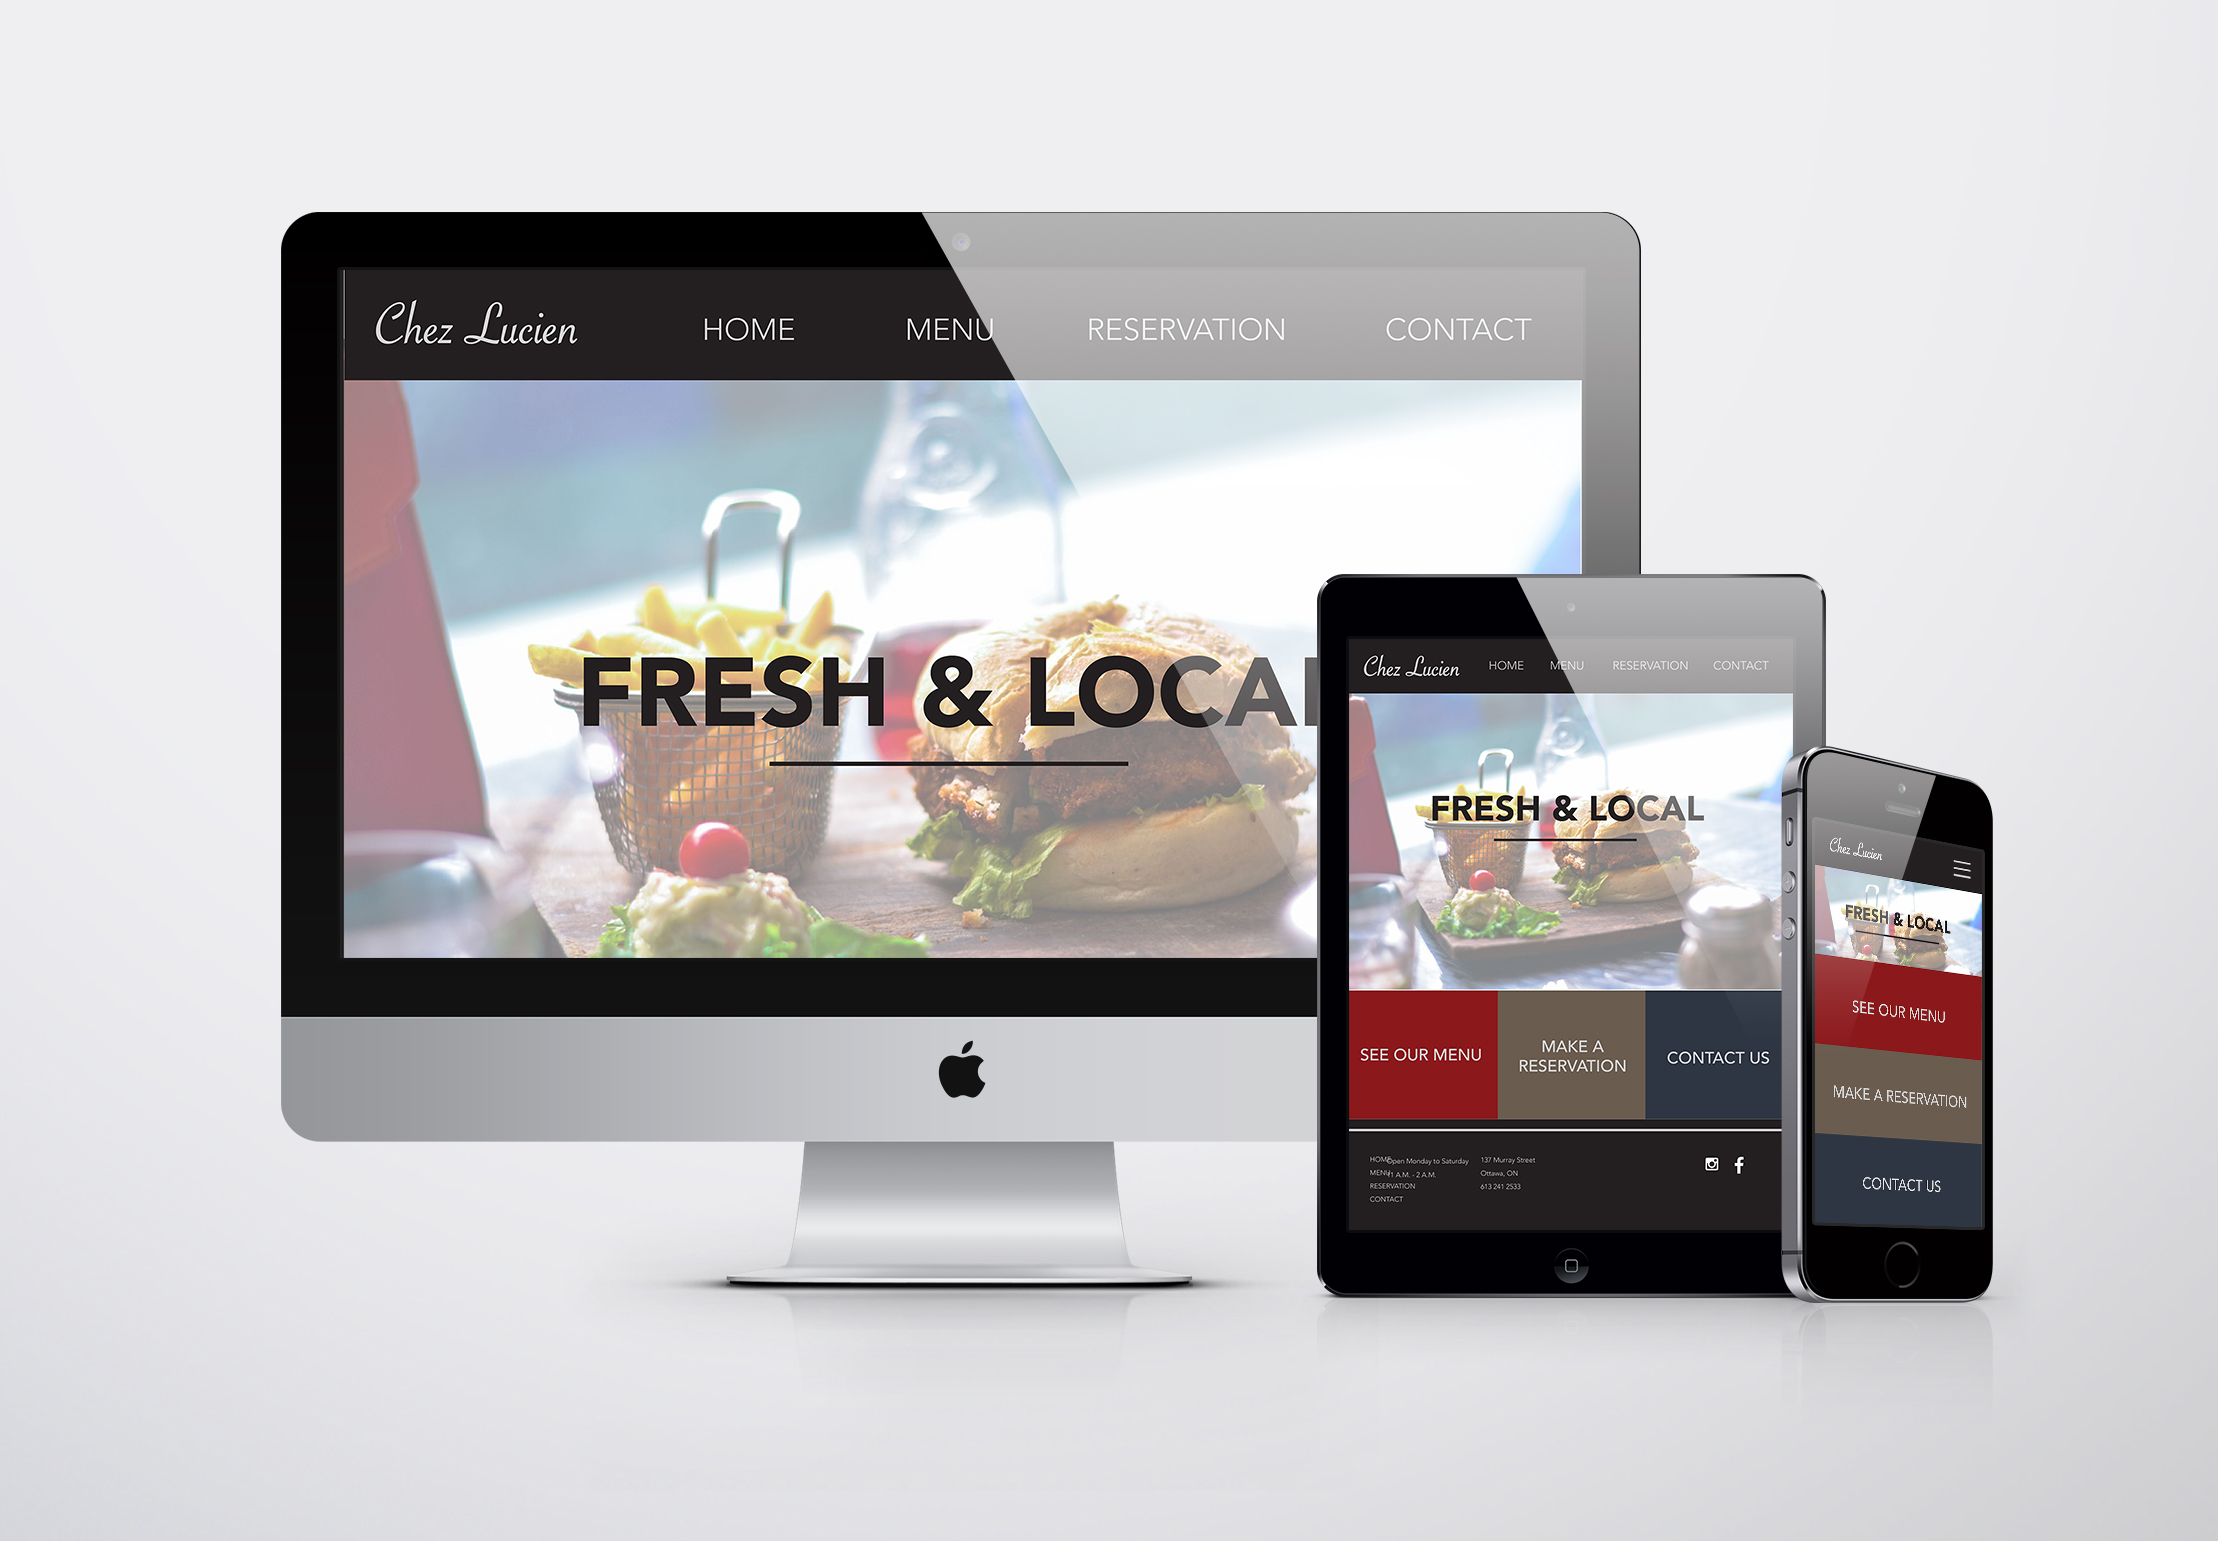 Chez Lucien HOME MENU RESERVATION CONTACT
FRESH & LOCAL
Chez Lucien HOME MENU RESERVATION CONTACT
FRESH & LOCAL
SEE OUR MENU
MAKE A
RESERVATION
CONTACT US
HOME
MENU
RESERVATION
CONTACT
Open Monday to Saturday
11 A.M. - 2 A.M.
137 Murray Street
Ottawa, ON
613 241 2533
Chez Lucien
FRESH & LOCAL
SEE OUR MENU
MAKE A RESERVATION
CONTACT US